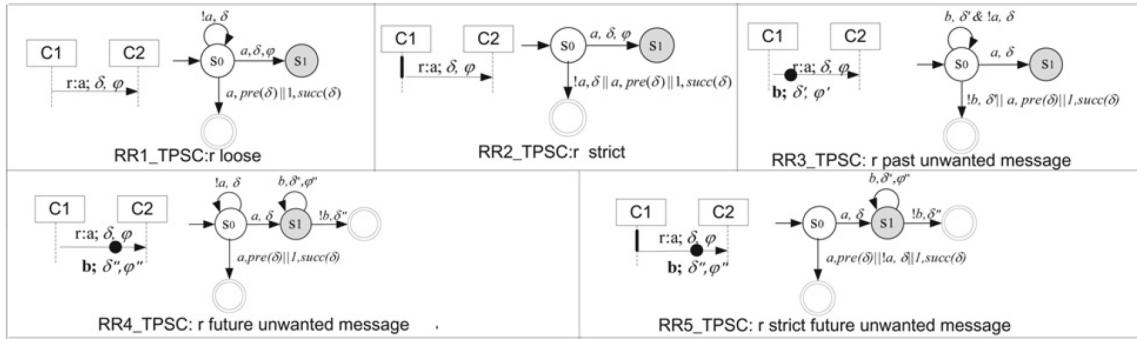 !a, δ
C1
C2
S0
a, δ, φ
S1
r:a; δ, φ
a, pre(δ)||1, succ(δ)
RR1_TPSC:r loose
C1
C2
S0
a, δ, φ
S1
r:a; δ, φ
!a, δ || a, pre(δ)||1, succ(δ)
RR2_TPSC:r strict
b, δ' & !a, δ
C1
C2
S0
a, δ
S1
r:a; δ, φ
b; δ', φ'
!b, δ'|| a, pre(δ)||1,succ(δ)
RR3_TPSC: r past unwanted message
!a, δ
b, δ'',φ''
C1
C2
S0
a, δ
S1
!b,δ''
r:a; δ, φ
b; δ'',φ''
a,pre(δ)||1,succ(δ)
RR4_TPSC: r future unwanted message
b,δ'',φ''
C1
C2
S0
a, δ
S1
!b,δ''
r:a; δ, φ
b; δ'',φ''
a,pre(δ)||!a, δ||1,succ(δ)
RR5_TPSC: r strict future unwanted message